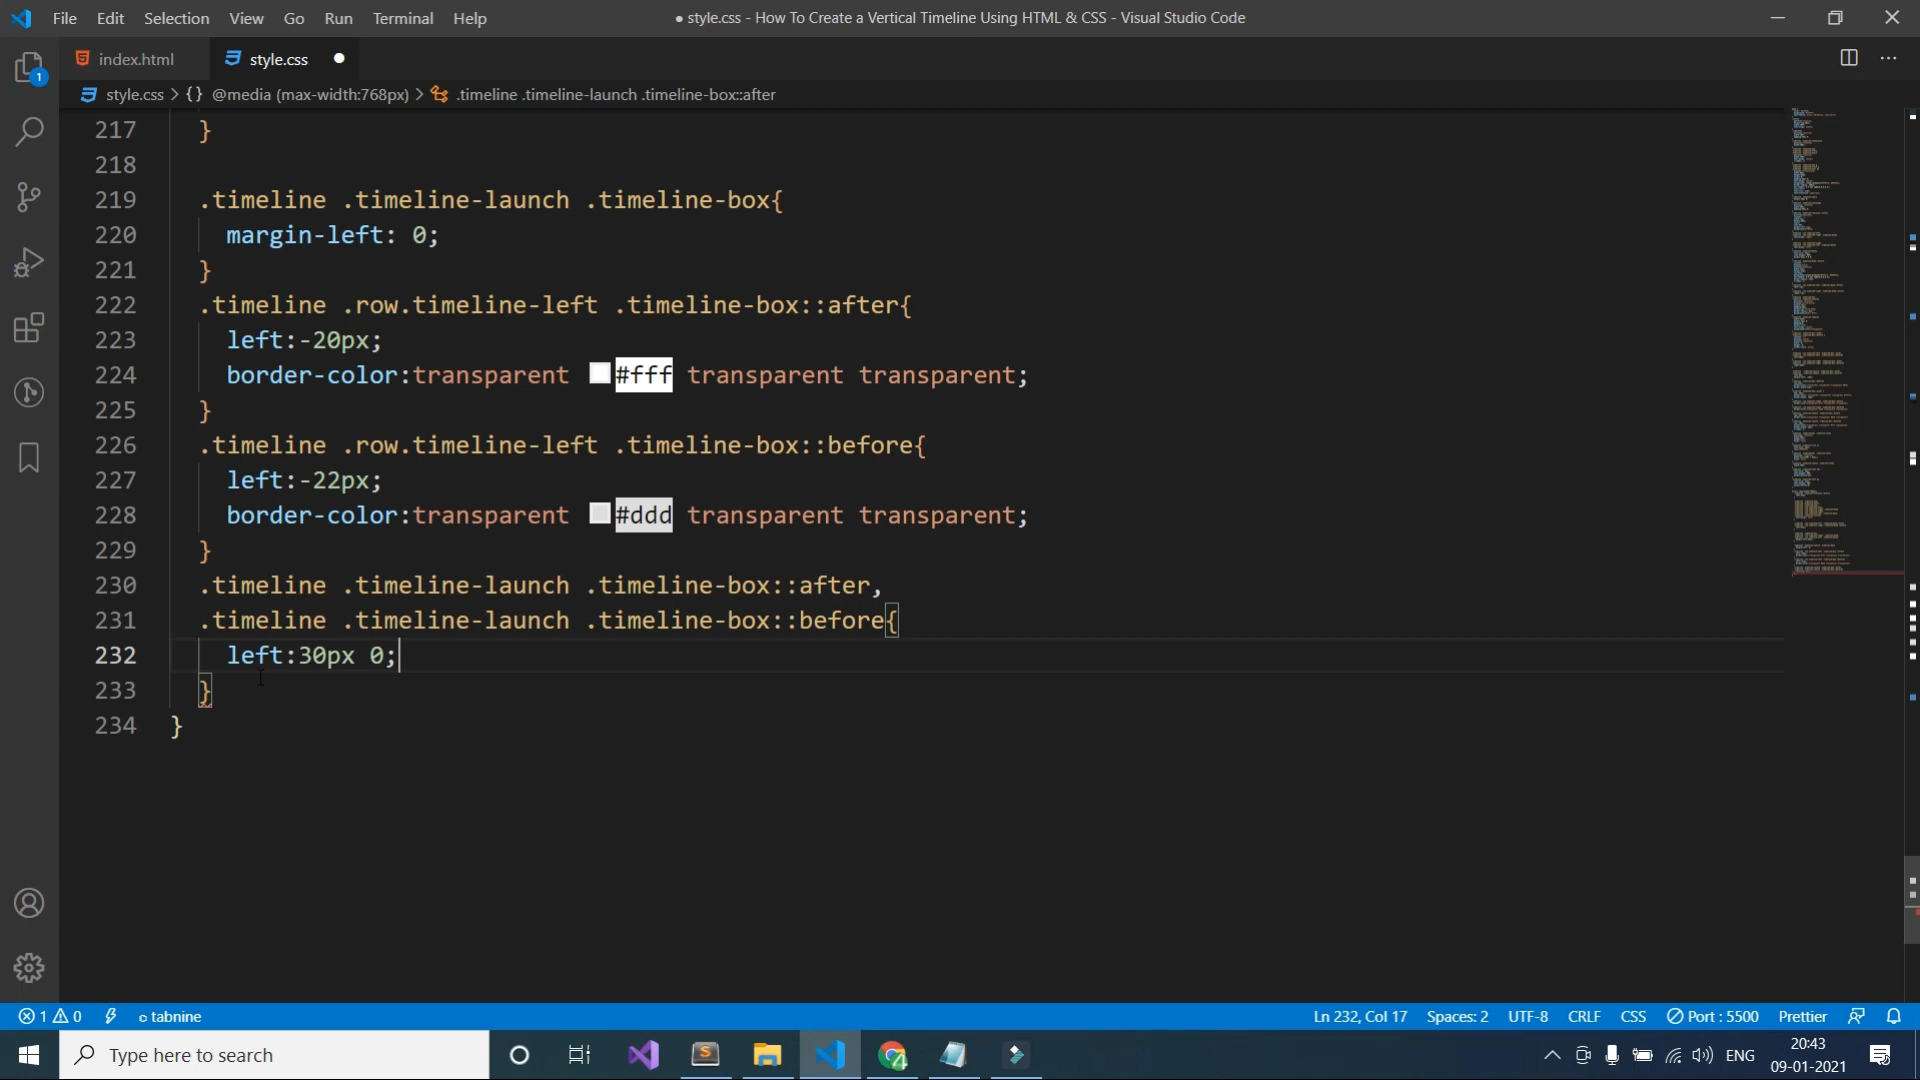 File Edit Selection View Go Run Terminal Help
● style.css - How To Create a Vertical Timeline Using HTML & CSS - Visual Studio Code
index.html style.css ●
style.css > {} @media (max-width:768px) > .timeline .timeline-launch .timeline-box::after
1
217 }
218
219 .timeline .timeline-launch .timeline-box{
220 margin-left: 0;
221 }
222 .timeline .row.timeline-left .timeline-box::after{
223 left:-20px;
224 border-color:transparent #fff transparent transparent;
225 }
226 .timeline .row.timeline-left .timeline-box::before{
227 left:-22px;
228 border-color:transparent #ddd transparent transparent;
229 }
230 .timeline .timeline-launch .timeline-box::after,
231 .timeline .timeline-launch .timeline-box::before{
232 left:30px 0;
233 }
234 }
1 0 tabnine Ln 232, Col 17 Spaces: 2 UTF-8 CRLF CSS Port : 5500 Prettier
Type here to search
ENG
20:43
09-01-2021